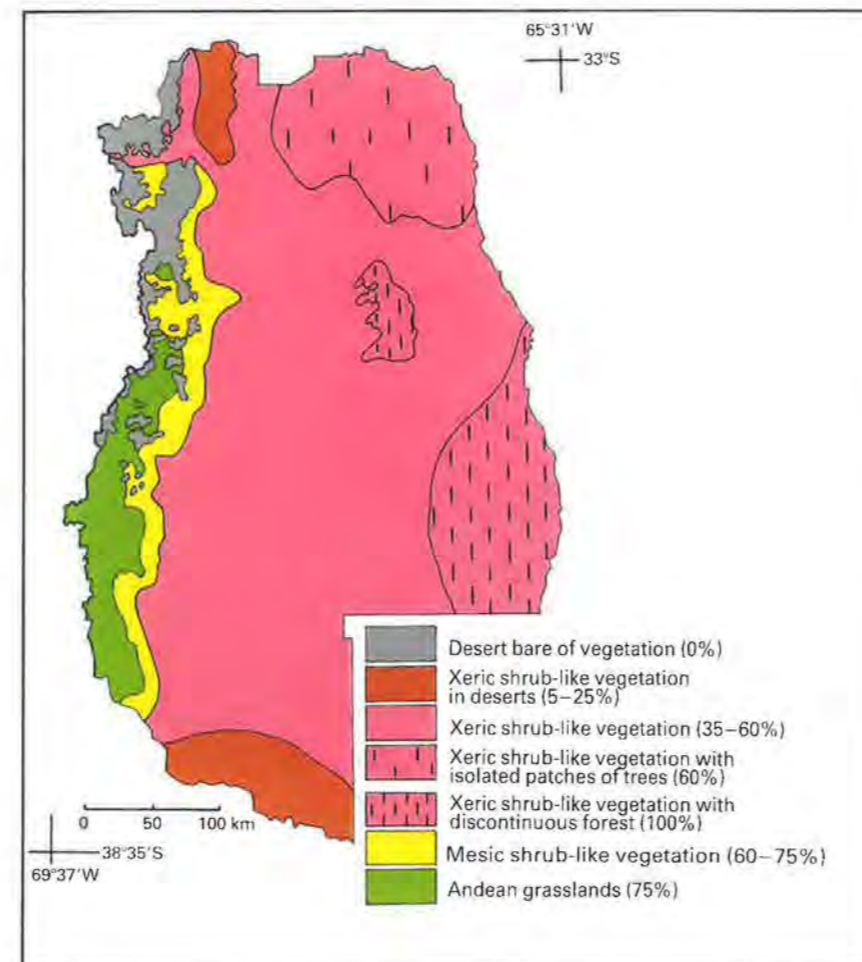 65°31'W
33°S
Desert bare of vegetation (0%)
Xeric shrub-like vegetation
in deserts (5–25%)
Xeric shrub-like vegetation (35–60%)
Xeric shrub-like vegetation with
isolated patches of trees (60%)
Xeric shrub-like vegetation with
discontinuous forest (100%)
Mesic shrub-like vegetation (60–75%)
Andean grasslands (75%)
0 50 100 km
38°35'S
69°37'W